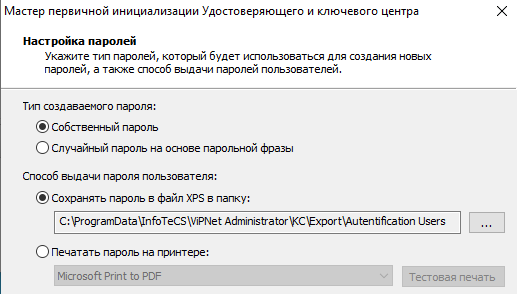 Мастер первичной инициализации Удостоверяющего и ключевого центра
Настройка паролей
Укажите тип паролей, который будет использоваться для создания новых
паролей, а также способ выдачи паролей пользователей.
Тип создаваемого пароля:
Собственный пароль
Случайный пароль на основе парольной фразы
Способ выдачи пароля пользователя:
Сохранять пароль в файл XPS в папку:
C:\ProgramData\InfoTeCS\ViPNet Administrator\KC\Export\Autentification Users
...
Печатать пароль на принтере:
Microsoft Print to PDF
Тестовая печать